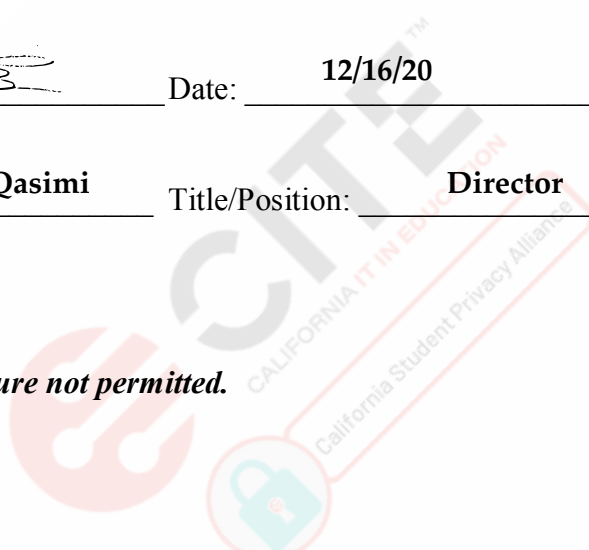 Date: 12/16/20
Qasimi Title/Position: Director
ure not permitted.
CITE™
CALIFORNIA IT IN EDUCATION
California Student Privacy Alliance